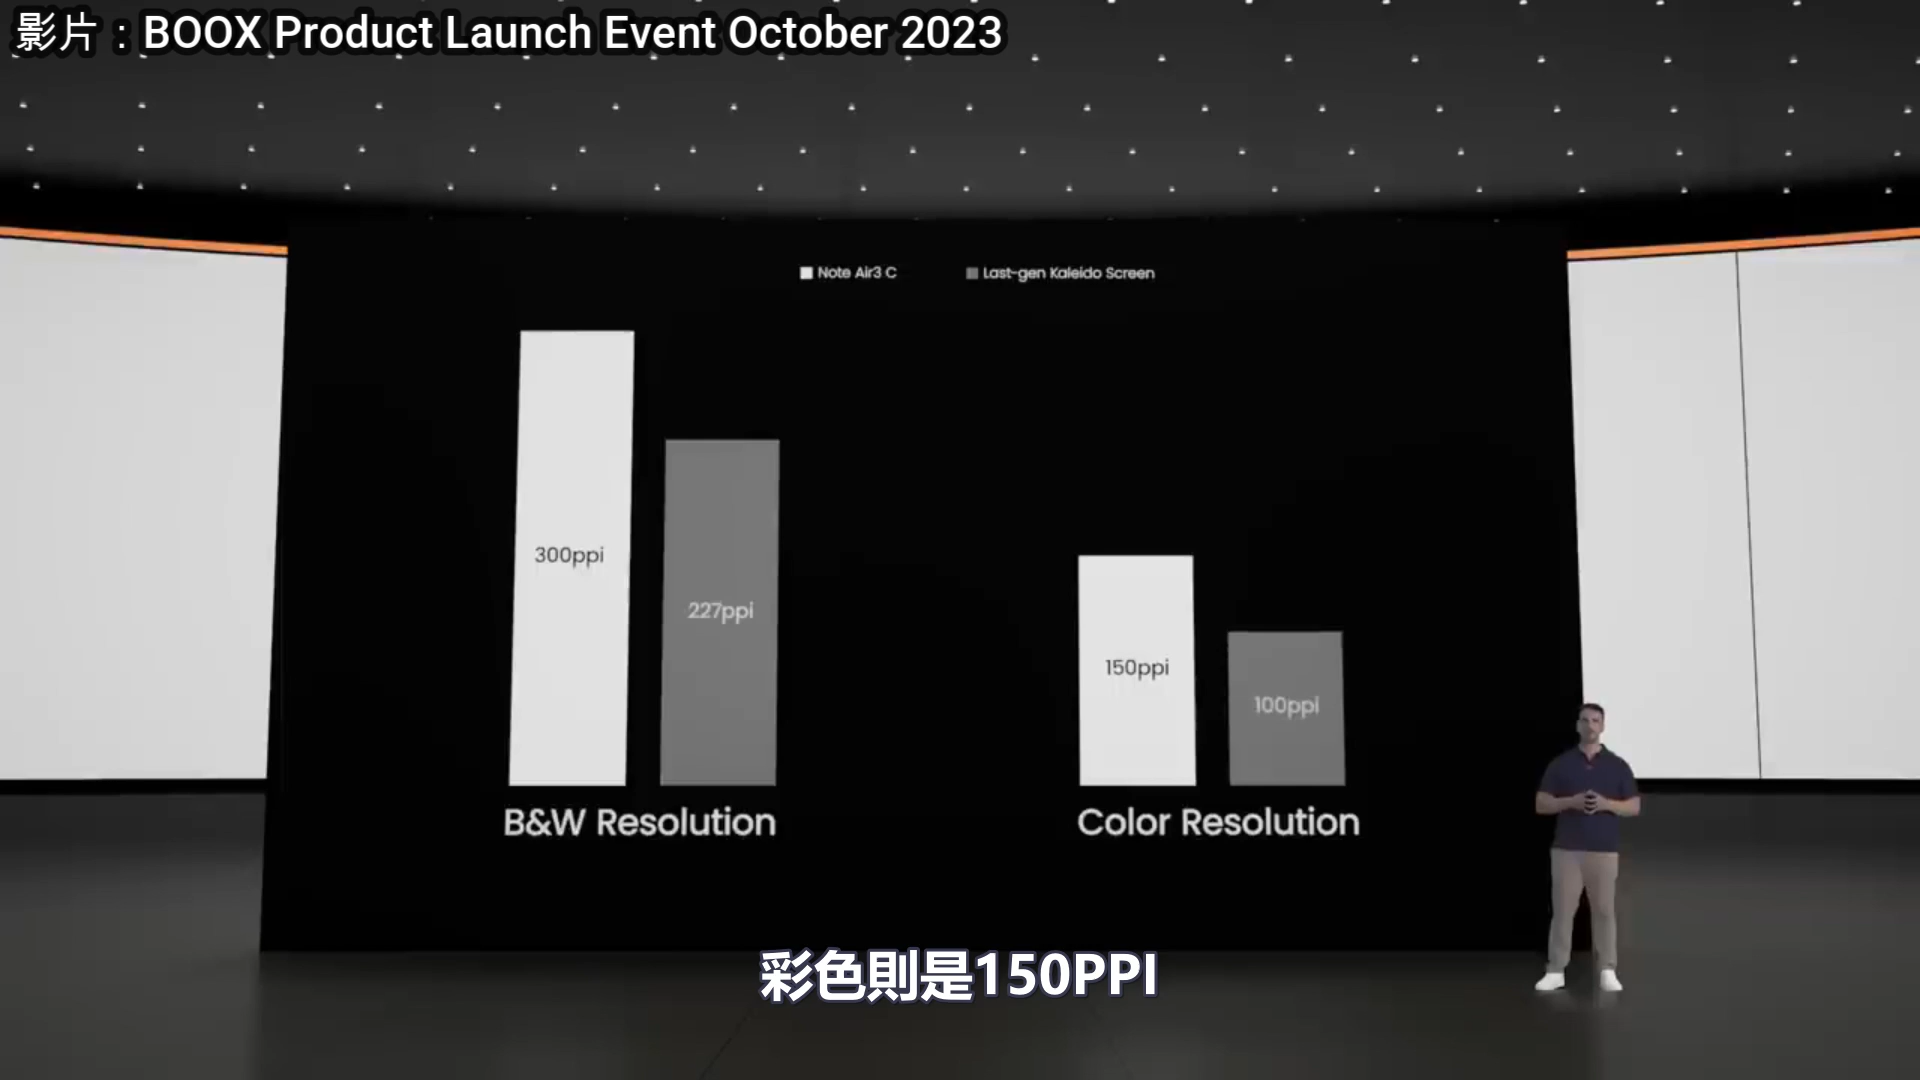 影片：BOOX Product Launch Event October 2023
Note Air3 C
Last-gen Kaleido Screen
300ppi
227ppi
150ppi
100ppi
B&W Resolution
Color Resolution
彩色則是150PPI